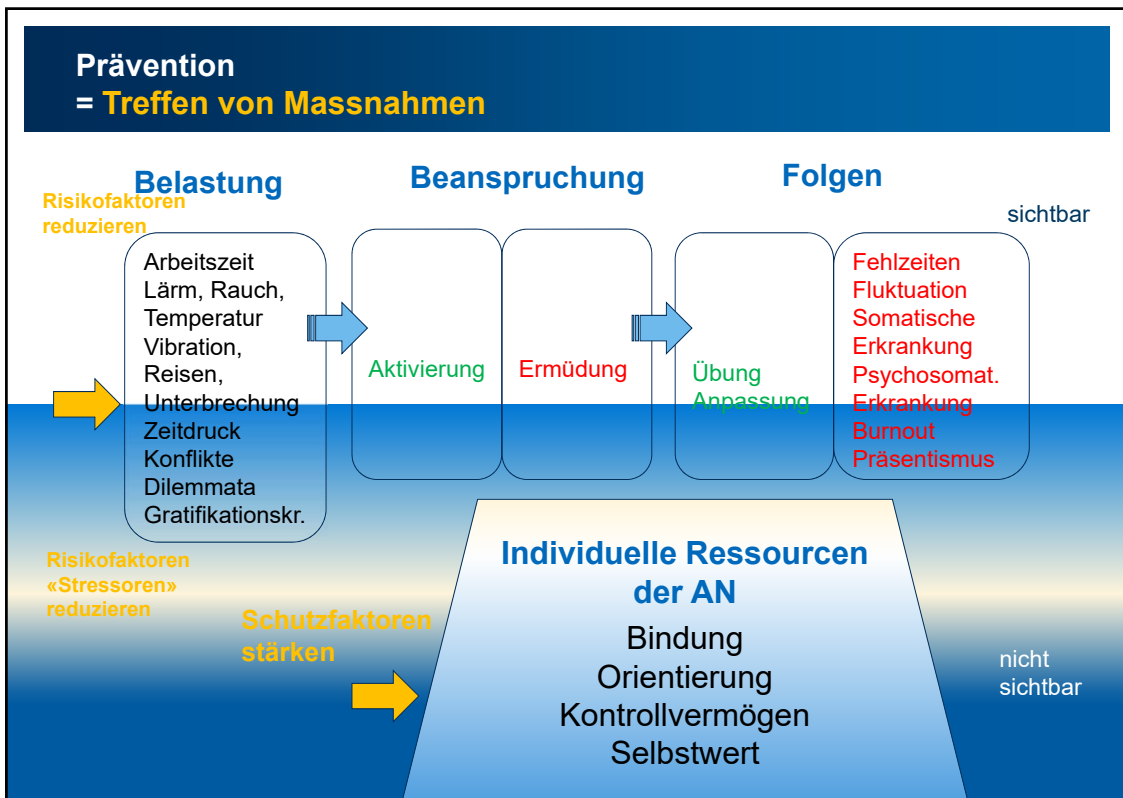 Prävention
= Treffen von Massnahmen
Belastung
Beanspruchung
Folgen
Risikofaktoren
reduzieren
sichtbar
Arbeitszeit
Lärm, Rauch,
Temperatur
Vibration,
Reisen,
Unterbrechung
Zeitdruck
Konflikte
Dilemmata
Gratifikationskr.
Aktivierung
Ermüdung
Übung
Anpassung
Fehlzeiten
Fluktuation
Somatische
Erkrankung
Psychosomat.
Erkrankung
Burnout
Präsentismus
Risikofaktoren
«Stressoren»
reduzieren
Schutzfaktoren
stärken
Individuelle Ressourcen
der AN
Bindung
Orientierung
Kontrollvermögen
Selbstwert
nicht
sichtbar